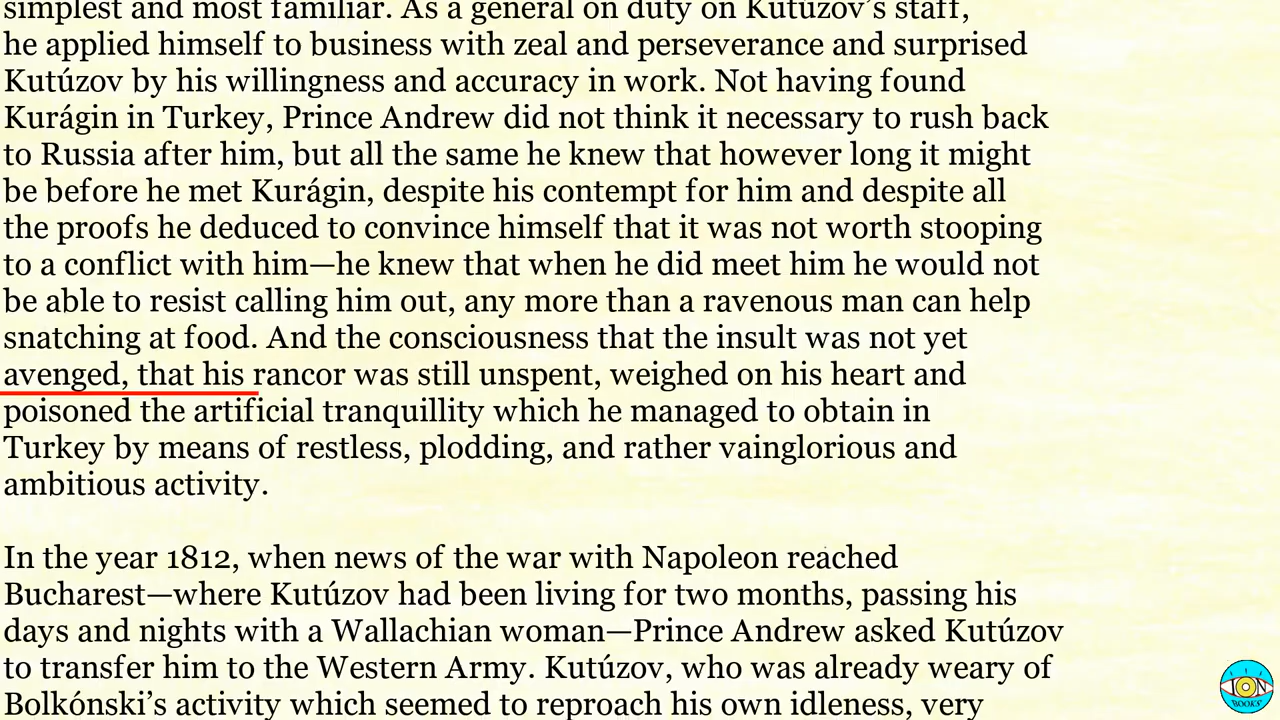 simplest and most familiar. As a general on duty on Kutúzov’s staff,
he applied himself to business with zeal and perseverance and surprised
Kutúzov by his willingness and accuracy in work. Not having found
Kurágin in Turkey, Prince Andrew did not think it necessary to rush back
to Russia after him, but all the same he knew that however long it might
be before he met Kurágin, despite his contempt for him and despite all
the proofs he deduced to convince himself that it was not worth stooping
to a conflict with him—he knew that when he did meet him he would not
be able to resist calling him out, any more than a ravenous man can help
snatching at food. And the consciousness that the insult was not yet
avenged, that his rancor was still unspent, weighed on his heart and
poisoned the artificial tranquillity which he managed to obtain in
Turkey by means of restless, plodding, and rather vainglorious and
ambitious activity.
In the year 1812, when news of the war with Napoleon reached
Bucharest—where Kutúzov had been living for two months, passing his
days and nights with a Wallachian woman—Prince Andrew asked Kutúzov
to transfer him to the Western Army. Kutúzov, who was already weary of
Bolkónski’s activity which seemed to reproach his own idleness, very
ION
BOOKS